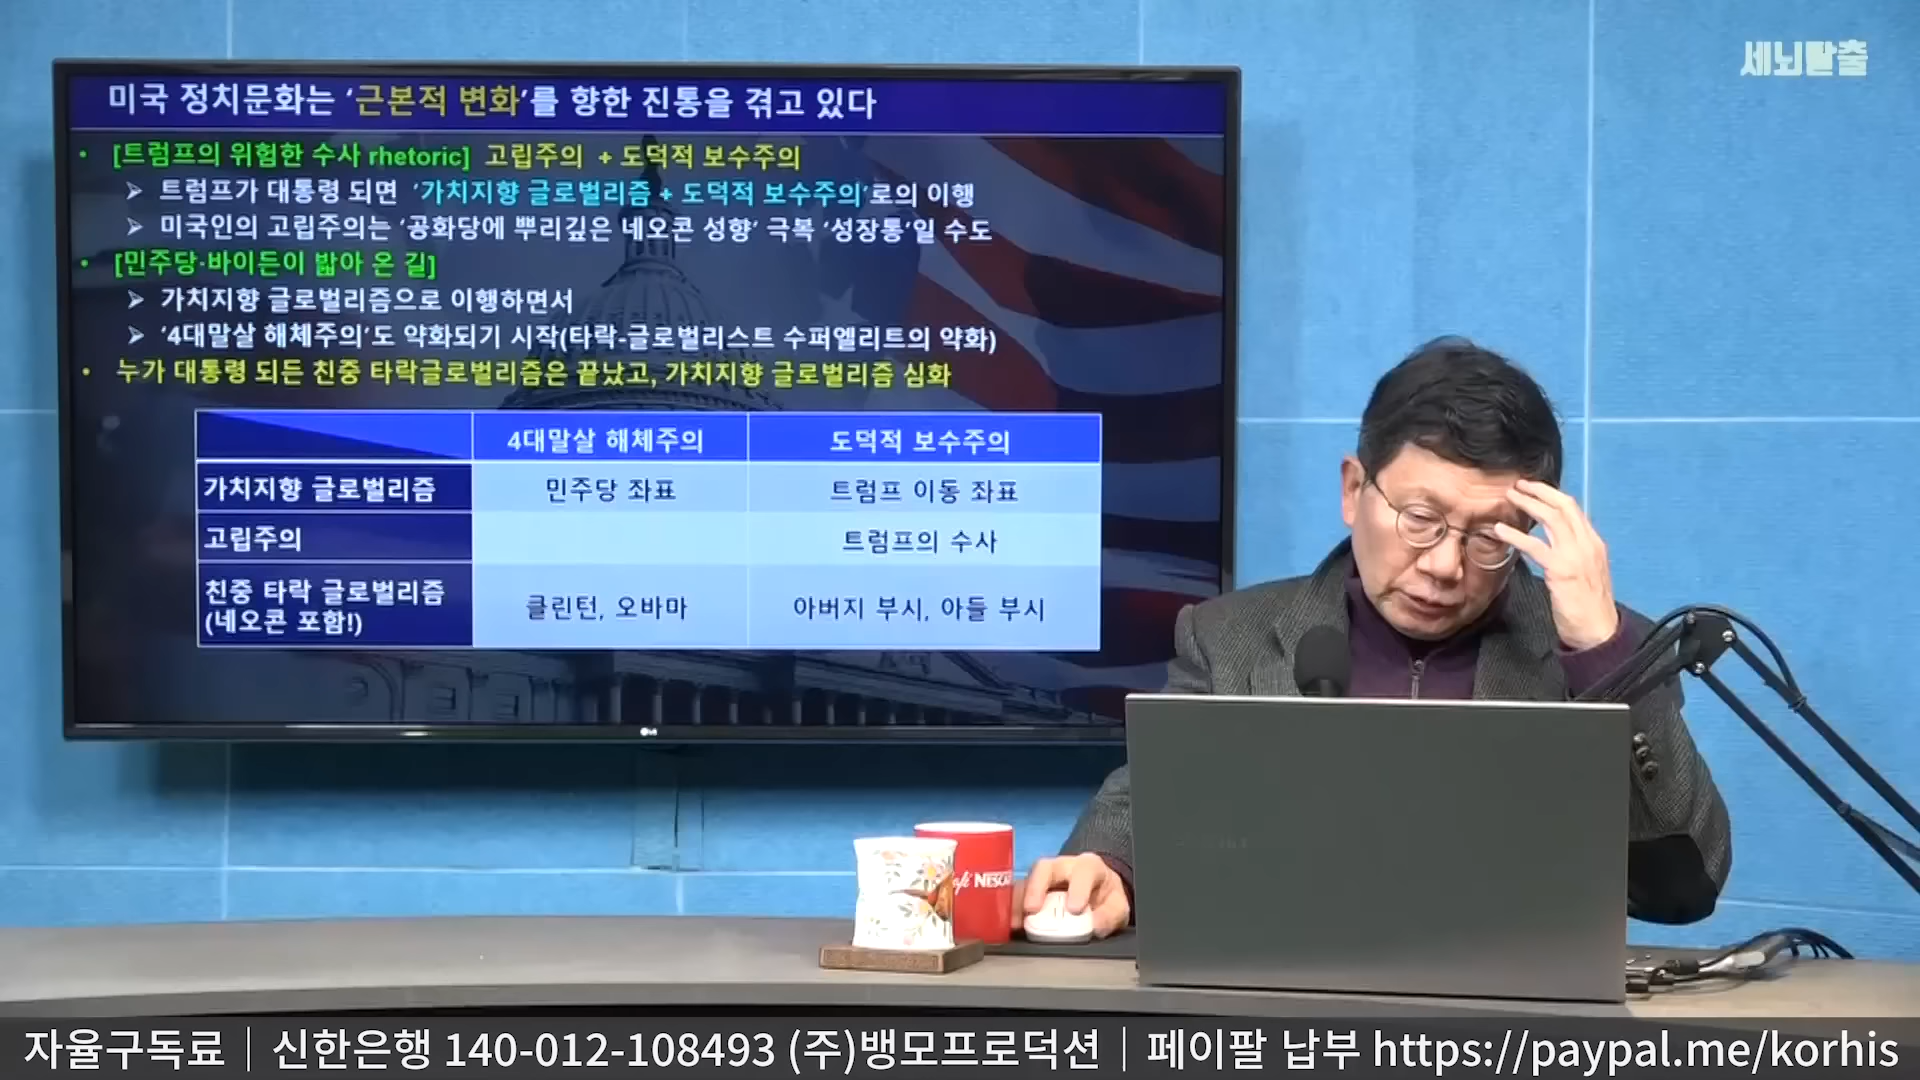 세뇌탈출
미국 정치문화는 ‘근본적 변화’를 향한 진통을 겪고 있다
• [트럼프의 위험한 수사 rhetoric] 고립주의 + 도덕적 보수주의
➢ 트럼프가 대통령 되면 ‘가치지향 글로벌리즘 + 도덕적 보수주의’로의 이행
➢ 미국인의 고립주의는 ‘공화당에 뿌리깊은 네오콘 성향’ 극복 ‘성장통’일 수도
• [민주당·바이든이 밟아 온 길]
➢ 가치지향 글로벌리즘으로 이행하면서
➢ ‘4대말살 해체주의’도 약화되기 시작(타락-글로벌리스트 수퍼엘리트의 약화)
• 누가 대통령 되든 친중 타락글로벌리즘은 끝났고, 가치지향 글로벌리즘 심화
4대말살 해체주의 도덕적 보수주의
가치지향 글로벌리즘 민주당 좌표 트럼프 이동 좌표
고립주의 트럼프의 수사
친중 타락 글로벌리즘
(네오콘 포함!) 클린턴, 오바마 아버지 부시, 아들 부시
LG
자율구독료｜신한은행 140-012-108493 (주)뱅모프로덕션｜페이팔 납부 https://paypal.me/korhis